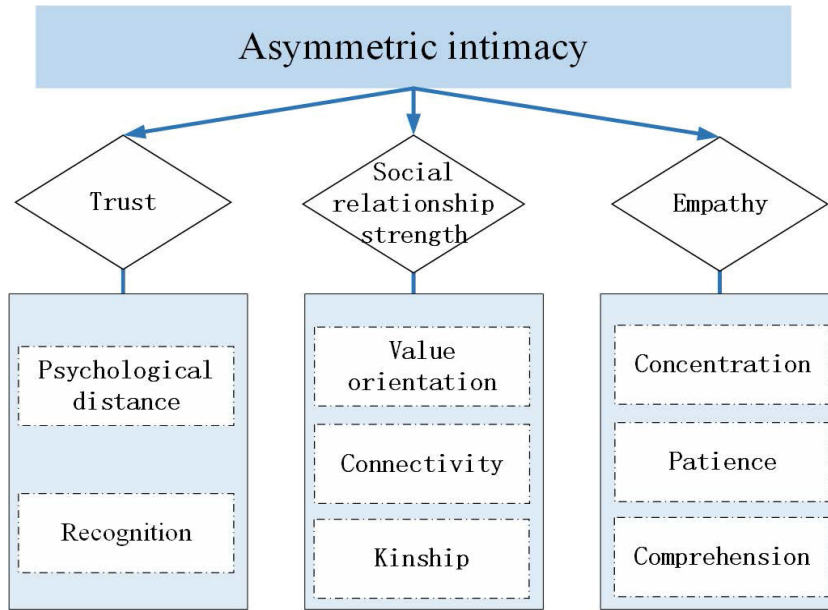 Asymmetric intimacy
Trust
Social
relationship
strength
Empathy
Psychological
distance
Recognition
Value
orientation
Connectivity
Kinship
Concentration
Patience
Comprehension